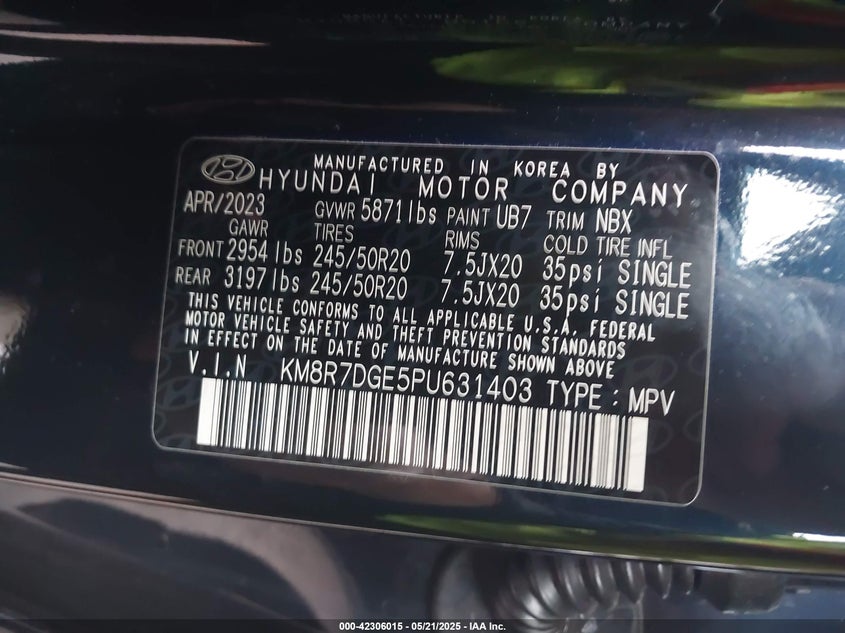 MANUFACTURED IN KOREA BY
HYUNDAI MOTOR COMPANY
APR/2023 GVWR 5871lbs PAINT UB7 TRIM NBX
GAWR TIRES RIMS COLD TIRE INFL
FRONT 2954lbs 245/50R20 7.5JX20 35psi SINGLE
REAR 3197lbs 245/50R20 7.5JX20 35psi SINGLE
THIS VEHICLE CONFORMS TO ALL APPLICABLE U.S.A. FEDERAL
MOTOR VEHICLE SAFETY AND THEFT PREVENTION STANDARDS
IN EFFECT ON THE DATE OF MANUFACTURE SHOWN ABOVE
V.I.N KM8R7DGE5PU631403 TYPE : MPV
000-42306015 - 05/21/2025 - IAA Inc.